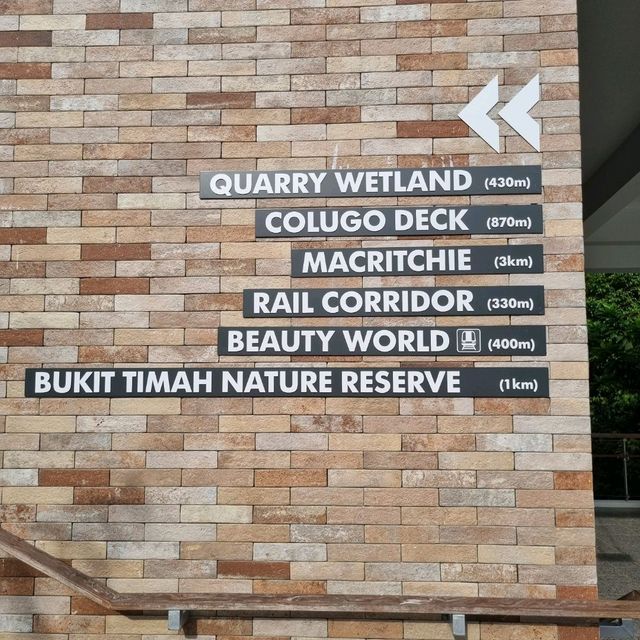 QUARRY WETLAND (430m)
COLUGO DECK (870m)
MACRITCHIE (3km)
RAIL CORRIDOR (330m)
BEAUTY WORLD (400m)
BUKIT TIMAH NATURE RESERVE (1km)